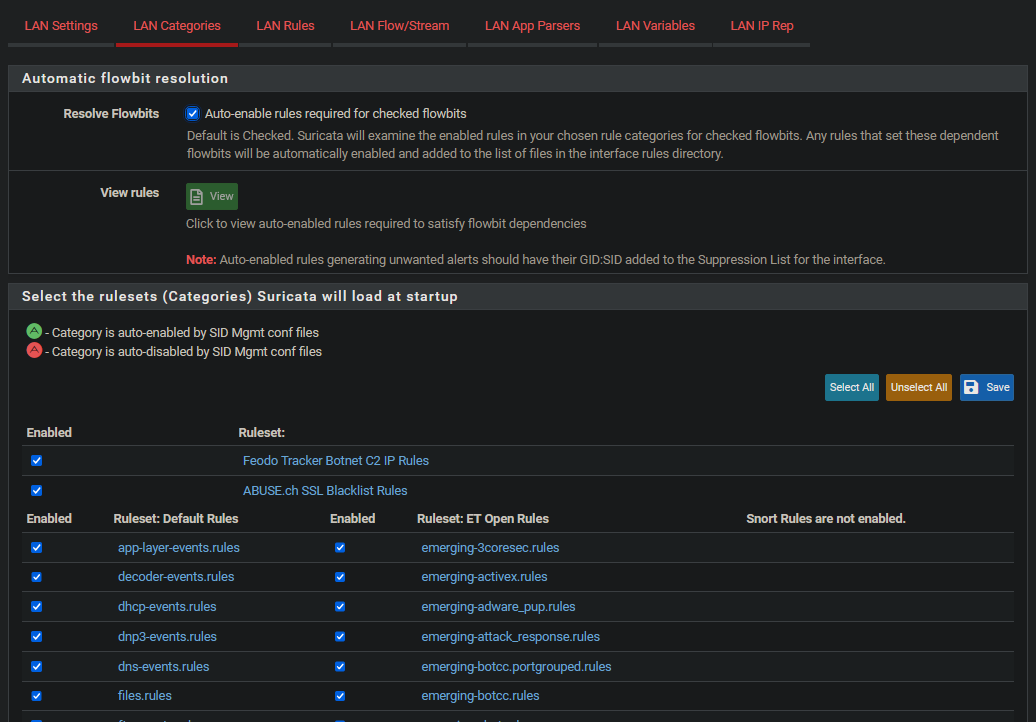 LAN Settings LAN Categories LAN Rules LAN Flow/Stream LAN App Parsers LAN Variables LAN IP Rep
Automatic flowbit resolution
Resolve Flowbits Auto-enable rules required for checked flowbits
Default is Checked. Suricata will examine the enabled rules in your chosen rule categories for checked flowbits. Any rules that set these dependent
flowbits will be automatically enabled and added to the list of files in the interface rules directory.
View rules View
Click to view auto-enabled rules required to satisfy flowbit dependencies
Note: Auto-enabled rules generating unwanted alerts should have their GID:SID added to the Suppression List for the interface.
Select the rulesets (Categories) Suricata will load at startup
A - Category is auto-enabled by SID Mgmt conf files
A - Category is auto-disabled by SID Mgmt conf files
Select All Unselect All Save
Enabled Ruleset:
Feodo Tracker Botnet C2 IP Rules
ABUSE.ch SSL Blacklist Rules
Enabled Ruleset: Default Rules Enabled Ruleset: ET Open Rules Snort Rules are not enabled.
app-layer-events.rules emerging-3coresec.rules
decoder-events.rules emerging-activex.rules
dhcp-events.rules emerging-adware_pup.rules
dnp3-events.rules emerging-attack_response.rules
dns-events.rules emerging-botcc.portgrouped.rules
files.rules emerging-botcc.rules